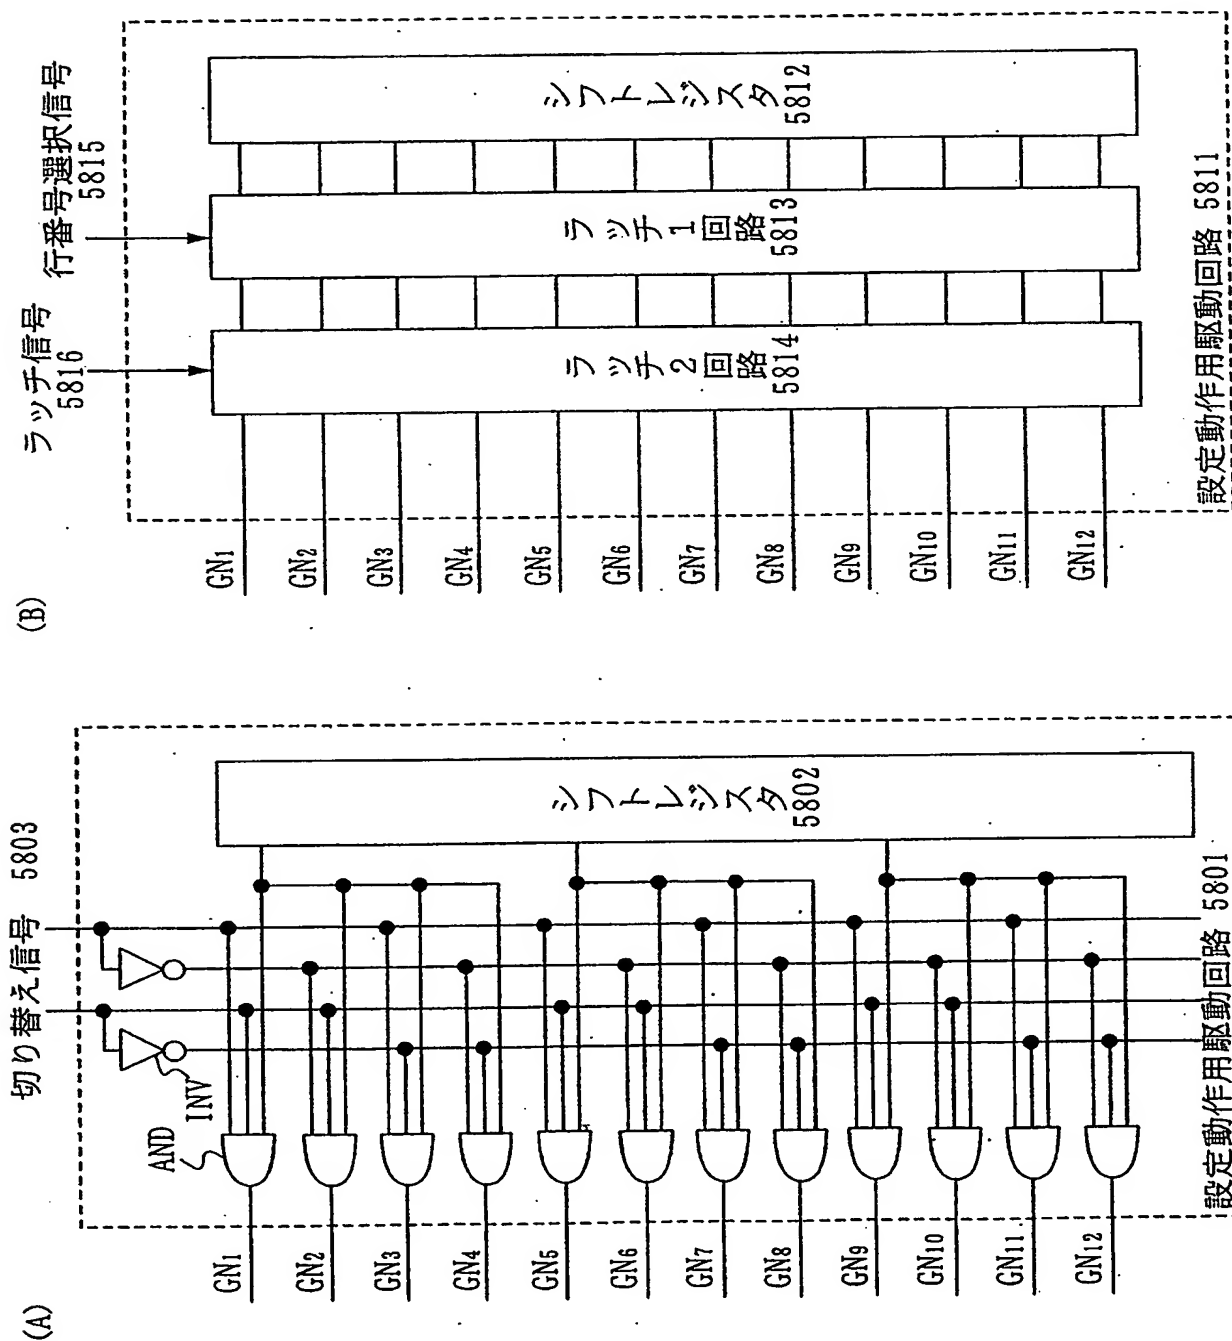 (A)
切り替え信号 5803
INV
AND
GN1
GN2
GN3
GN4
GN5
GN6
GN7
GN8
GN9
GN10
GN11
GN12
シフトレジスタ
5802
設定動作用駆動回路 5801
(B)
ラッチ信号
5816
行番号選択信号
5815
GN1
GN2
GN3
GN4
GN5
GN6
GN7
GN8
GN9
GN10
GN11
GN12
ラッチ2回路
5814
ラッチ1回路
5813
シフトレジスタ
5812
設定動作用駆動回路 5811